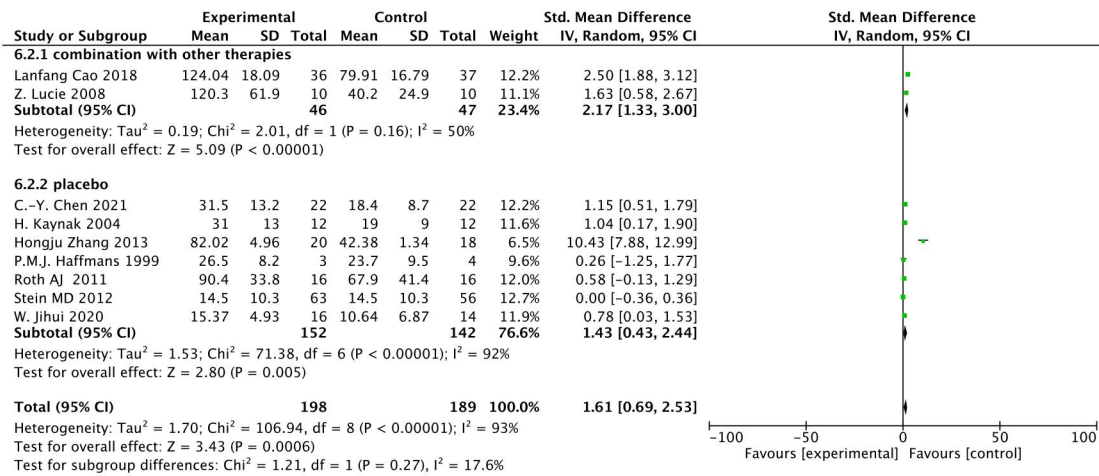 Experimental Control Std. Mean Difference Std. Mean Difference
Study or Subgroup Mean SD Total Mean SD Total Weight IV, Random, 95% CI IV, Random, 95% CI
6.2.1 combination with other therapies
Lanfang Cao 2018 124.04 18.09 36 79.91 16.79 37 12.2% 2.50 [1.88, 3.12]
Z. Lucie 2008 120.3 61.9 10 40.2 24.9 10 11.1% 1.63 [0.58, 2.67]
Subtotal (95% CI) 46 47 23.4% 2.17 [1.33, 3.00]
Heterogeneity: Tau² = 0.19; Chi² = 2.01, df = 1 (P = 0.16); I² = 50%
Test for overall effect: Z = 5.09 (P < 0.00001)
6.2.2 placebo
C.-Y. Chen 2021 31.5 13.2 22 18.4 8.7 22 12.2% 1.15 [0.51, 1.79]
H. Kaynak 2004 31 13 12 19 9 12 11.6% 1.04 [0.17, 1.90]
Hongju Zhang 2013 82.02 4.96 20 42.38 1.34 18 6.5% 10.43 [7.88, 12.99]
P.M.J. Haffmans 1999 26.5 8.2 3 23.7 9.5 4 9.6% 0.26 [-1.25, 1.77]
Roth AJ 2011 90.4 33.8 16 67.9 41.4 16 12.0% 0.58 [-0.13, 1.29]
Stein MD 2012 14.5 10.3 63 14.5 10.3 56 12.7% 0.00 [-0.36, 0.36]
W. Jihui 2020 15.37 4.93 16 10.64 6.87 14 11.9% 0.78 [0.03, 1.53]
Subtotal (95% CI) 152 142 76.6% 1.43 [0.43, 2.44]
Heterogeneity: Tau² = 1.53; Chi² = 71.38, df = 6 (P < 0.00001); I² = 92%
Test for overall effect: Z = 2.80 (P = 0.005)
Total (95% CI) 198 189 100.0% 1.61 [0.69, 2.53]
Heterogeneity: Tau² = 1.70; Chi² = 106.94, df = 8 (P < 0.00001); I² = 93%
Test for overall effect: Z = 3.43 (P = 0.0006)
Test for subgroup differences: Chi² = 1.21, df = 1 (P = 0.27), I² = 17.6%
-100 -50 0 50 100
Favours [experimental] Favours [control]